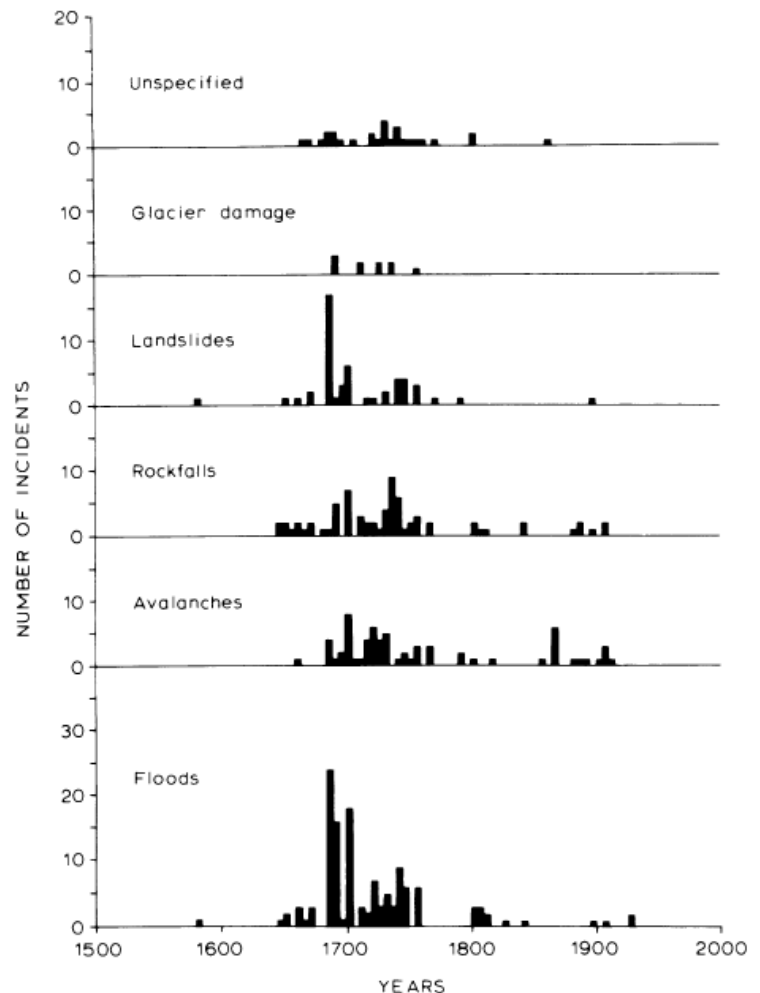 20
10
Unspecified
0
10
Glacier damage
0
10
Landslides
0
10
Rockfalls
0
10
Avalanches
0
30
20
Floods
10
0
1500 1600 1700 1800 1900 2000
YEARS
NUMBER OF INCIDENTS